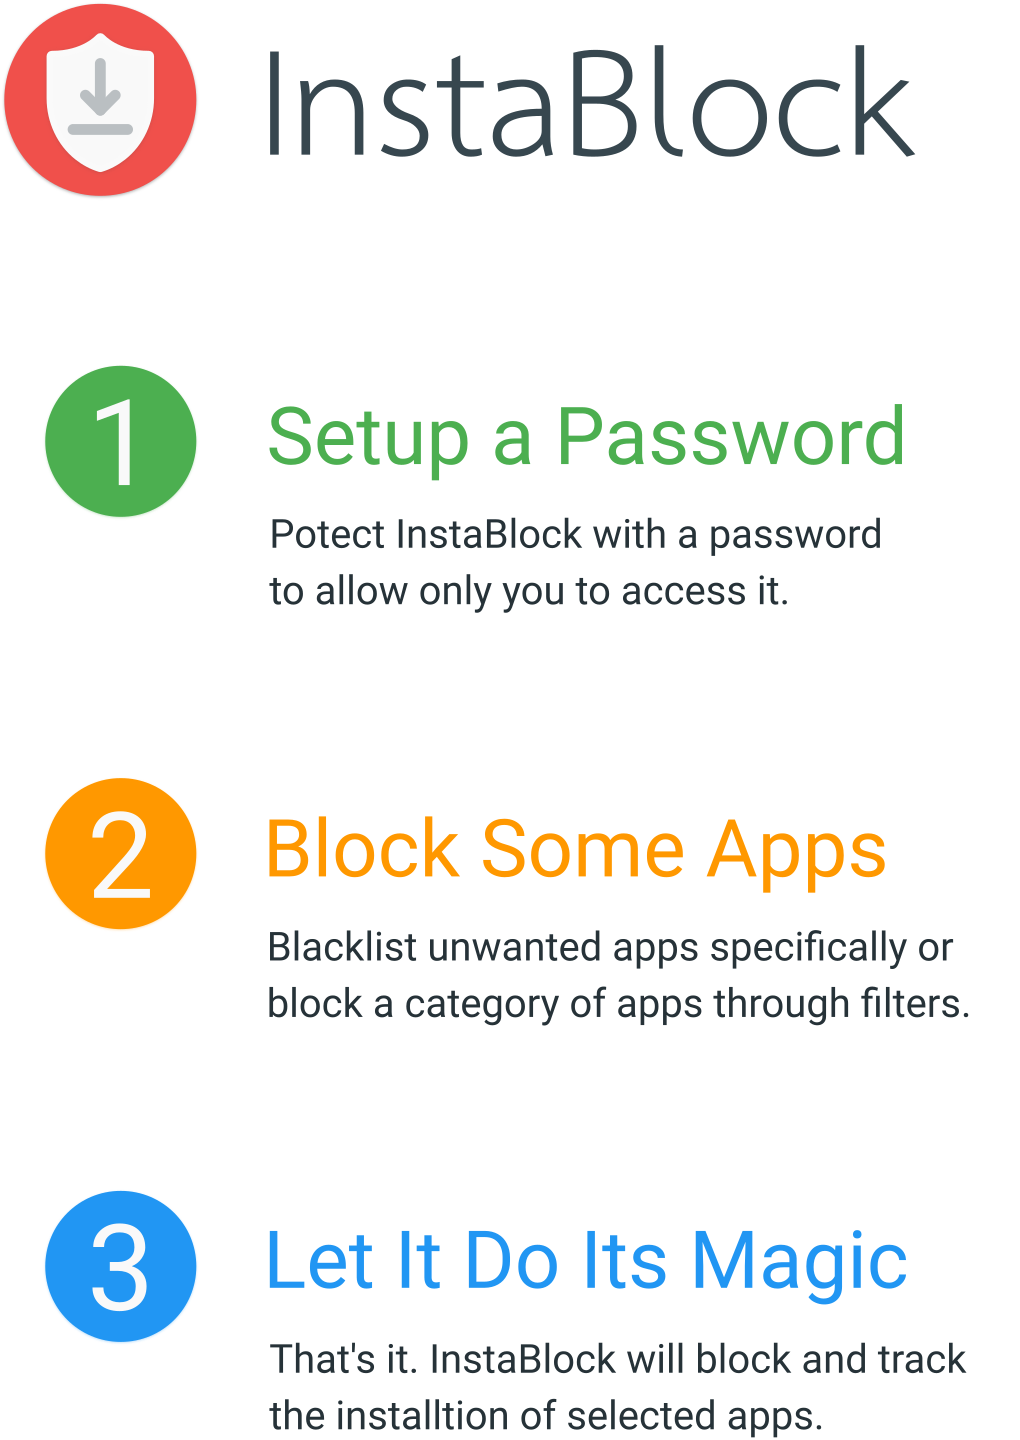 InstaBlock
1
Setup a Password
Potect InstaBlock with a password
to allow only you to access it.
2
Block Some Apps
Blacklist unwanted apps specifically or
block a category of apps through filters.
3
Let It Do Its Magic
That's it. InstaBlock will block and track
the installtion of selected apps.